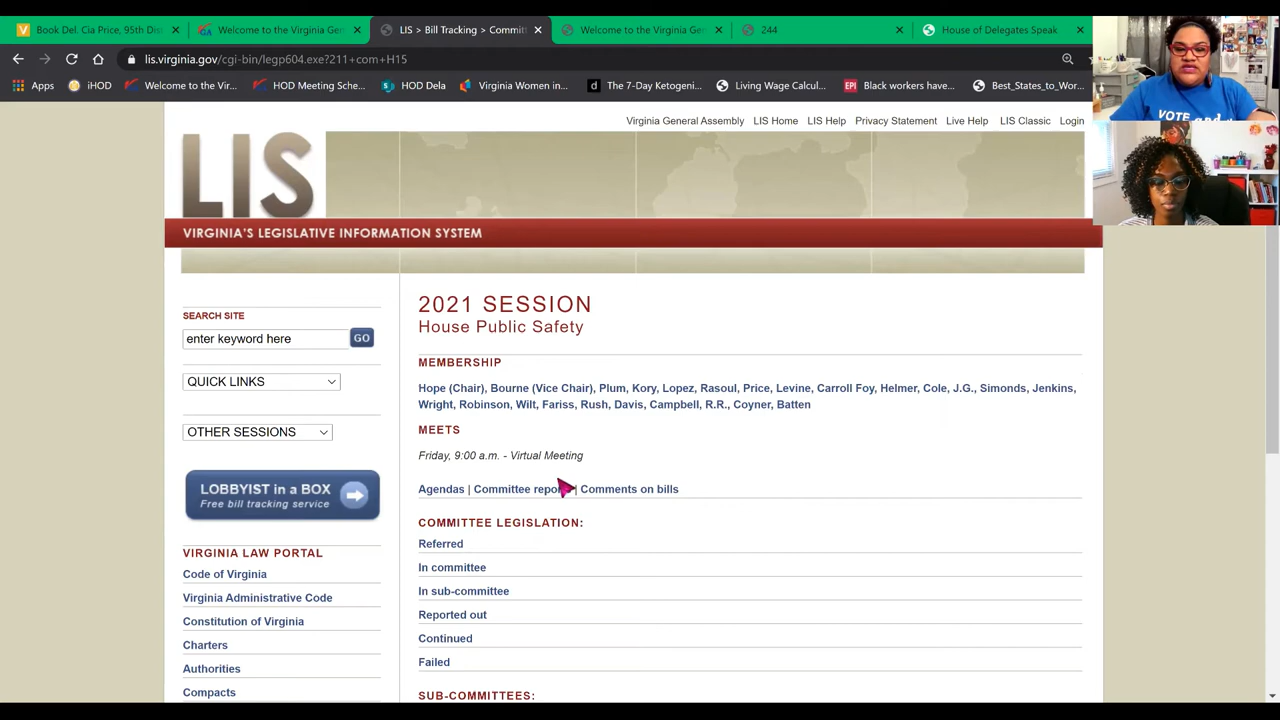 Book Del. Cia Price, 95th Dis
Welcome to the Virginia Gen
LIS > Bill Tracking > Commit
Welcome to the Virginia Gen
244
House of Delegates Speak
lis.virginia.gov/cgi-bin/legp604.exe?211+com+H15
Apps
iHOD
Welcome to the Vir...
HOD Meeting Sche...
HOD Dela
Virginia Women in...
The 7-Day Ketogeni...
Living Wage Calcul...
EPI Black workers have...
Best_States_to_Wor...
VOTE and
Virginia General Assembly LIS Home LIS Help Privacy Statement Live Help LIS Classic Login
LIS
VIRGINIA'S LEGISLATIVE INFORMATION SYSTEM
SEARCH SITE
enter keyword here GO
QUICK LINKS
OTHER SESSIONS
LOBBYIST in a BOX
Free bill tracking service
VIRGINIA LAW PORTAL
Code of Virginia
Virginia Administrative Code
Constitution of Virginia
Charters
Authorities
Compacts
2021 SESSION
House Public Safety
MEMBERSHIP
Hope (Chair), Bourne (Vice Chair), Plum, Kory, Lopez, Rasoul, Price, Levine, Carroll Foy, Helmer, Cole, J.G., Simonds, Jenkins,
Wright, Robinson, Wilt, Fariss, Rush, Davis, Campbell, R.R., Coyner, Batten
MEETS
Friday, 9:00 a.m. - Virtual Meeting
Agendas | Committee report | Comments on bills
COMMITTEE LEGISLATION:
Referred
In committee
In sub-committee
Reported out
Continued
Failed
SUB-COMMITTEES: